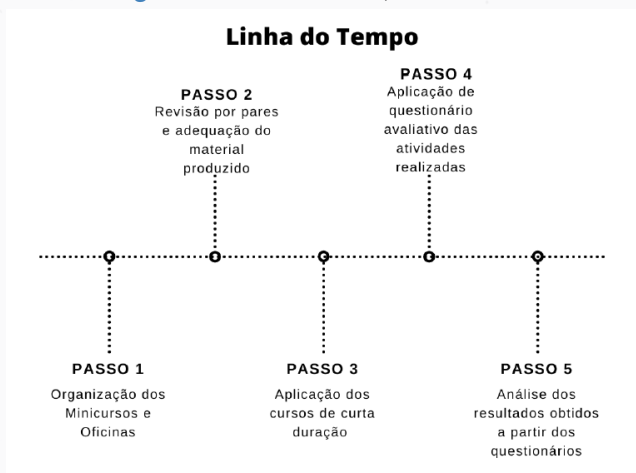 Linha do Tempo
PASSO 2
Revisão por pares
e adequação do
material
produzido
PASSO 4
Aplicação de
questionário
avaliativo das
atividades
realizadas
PASSO 1
Organização dos
Minicursos e
Oficinas
PASSO 3
Aplicação dos
cursos de curta
duração
PASSO 5
Análise dos
resultados obtidos
a partir dos
questionários